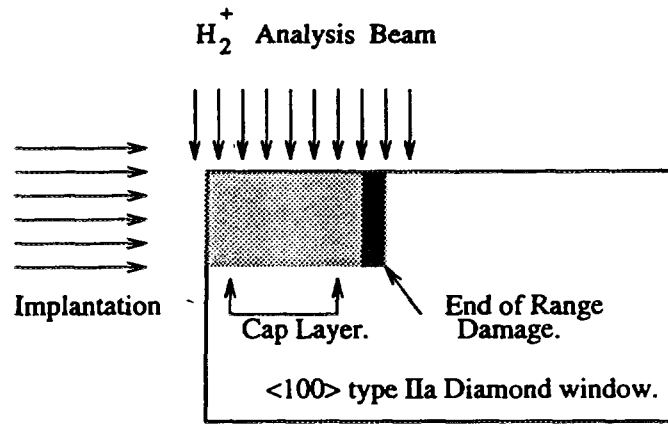 H₂⁺ Analysis Beam
Implantation
Cap Layer.
End of Range
Damage.
<100> type IIa Diamond window.